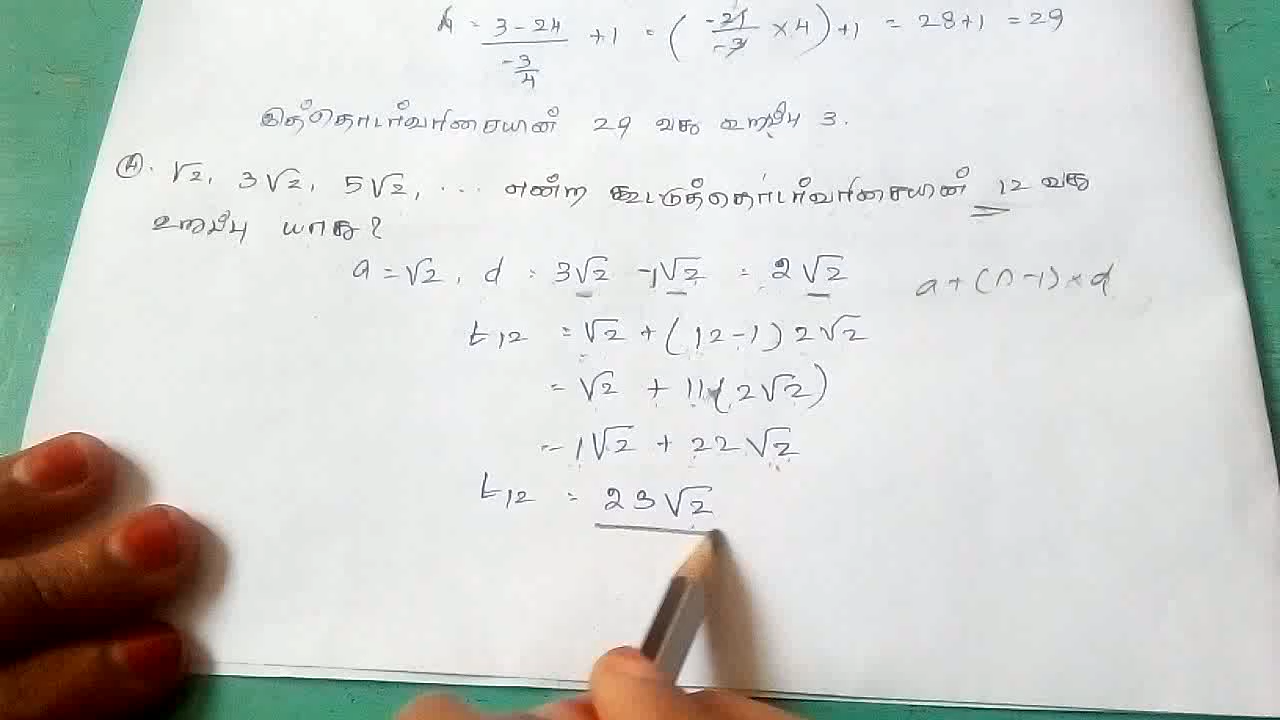 n = 3 - 24 / -3/4 + 1 = ( -21 / -3 × 4 ) + 1 = 28 + 1 = 29
இத்தொடர்வரிசையின் 29 வது உறுப்பு 3.
④. √2, 3√2, 5√2, ... என்ற கூட்டுத்தொடர்வரிசையின் 12 வது
உறுப்பு யாது?
a = √2, d = 3√2 - 1√2 = 2√2 a + (n - 1) × d
t12 = √2 + (12 - 1) 2√2
= √2 + 11 (2√2)
= 1√2 + 22√2
t12 = 23√2